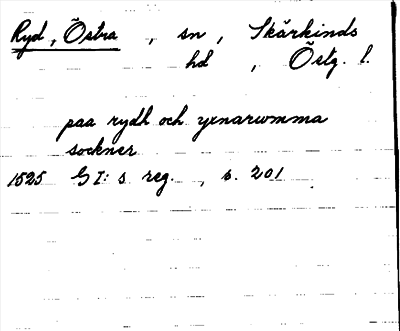 Ryd, Östra , sn , Skärkinds
hd , Östg. l.
paa rydh och yxnarumma
sockner
1525 G I: s reg. , s. 201